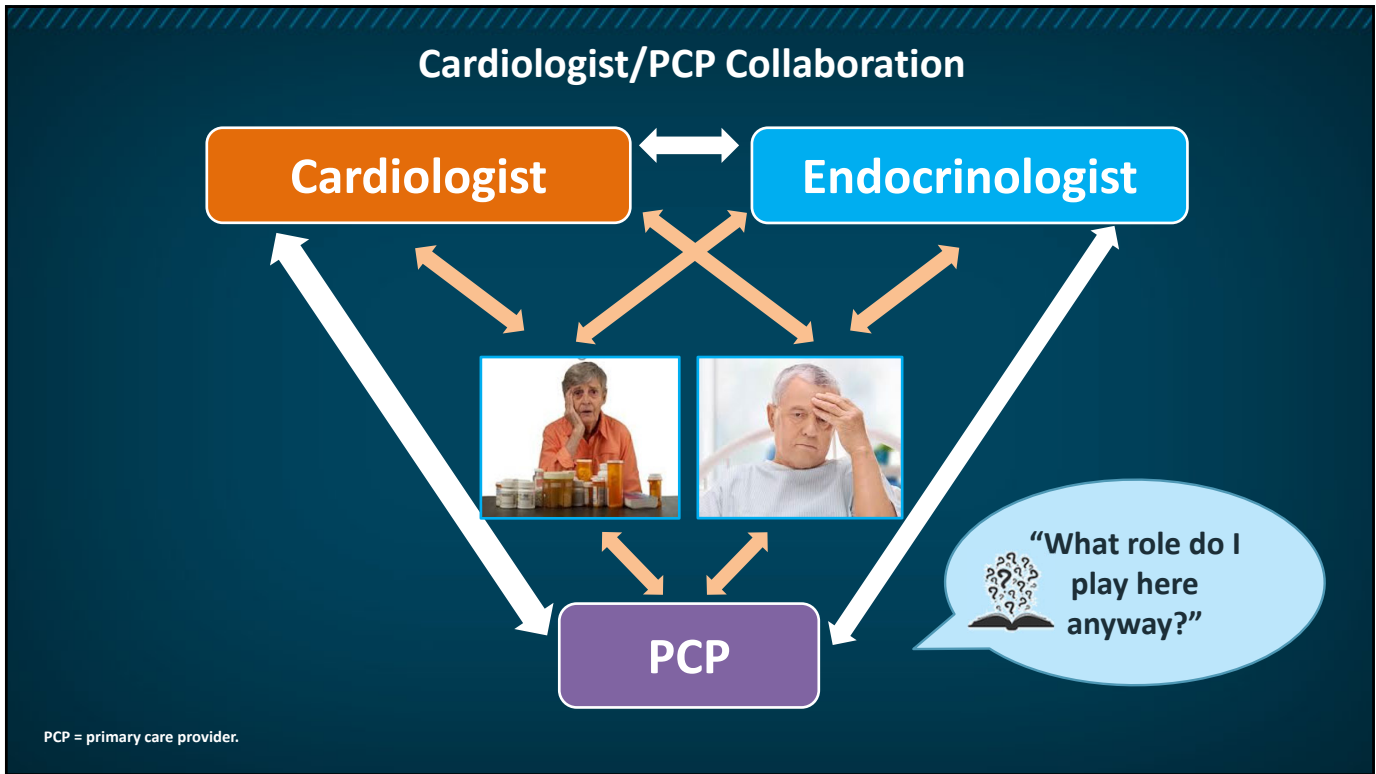 Cardiologist/PCP Collaboration
Cardiologist
Endocrinologist
“What role do I
play here
anyway?”
PCP
PCP = primary care provider.